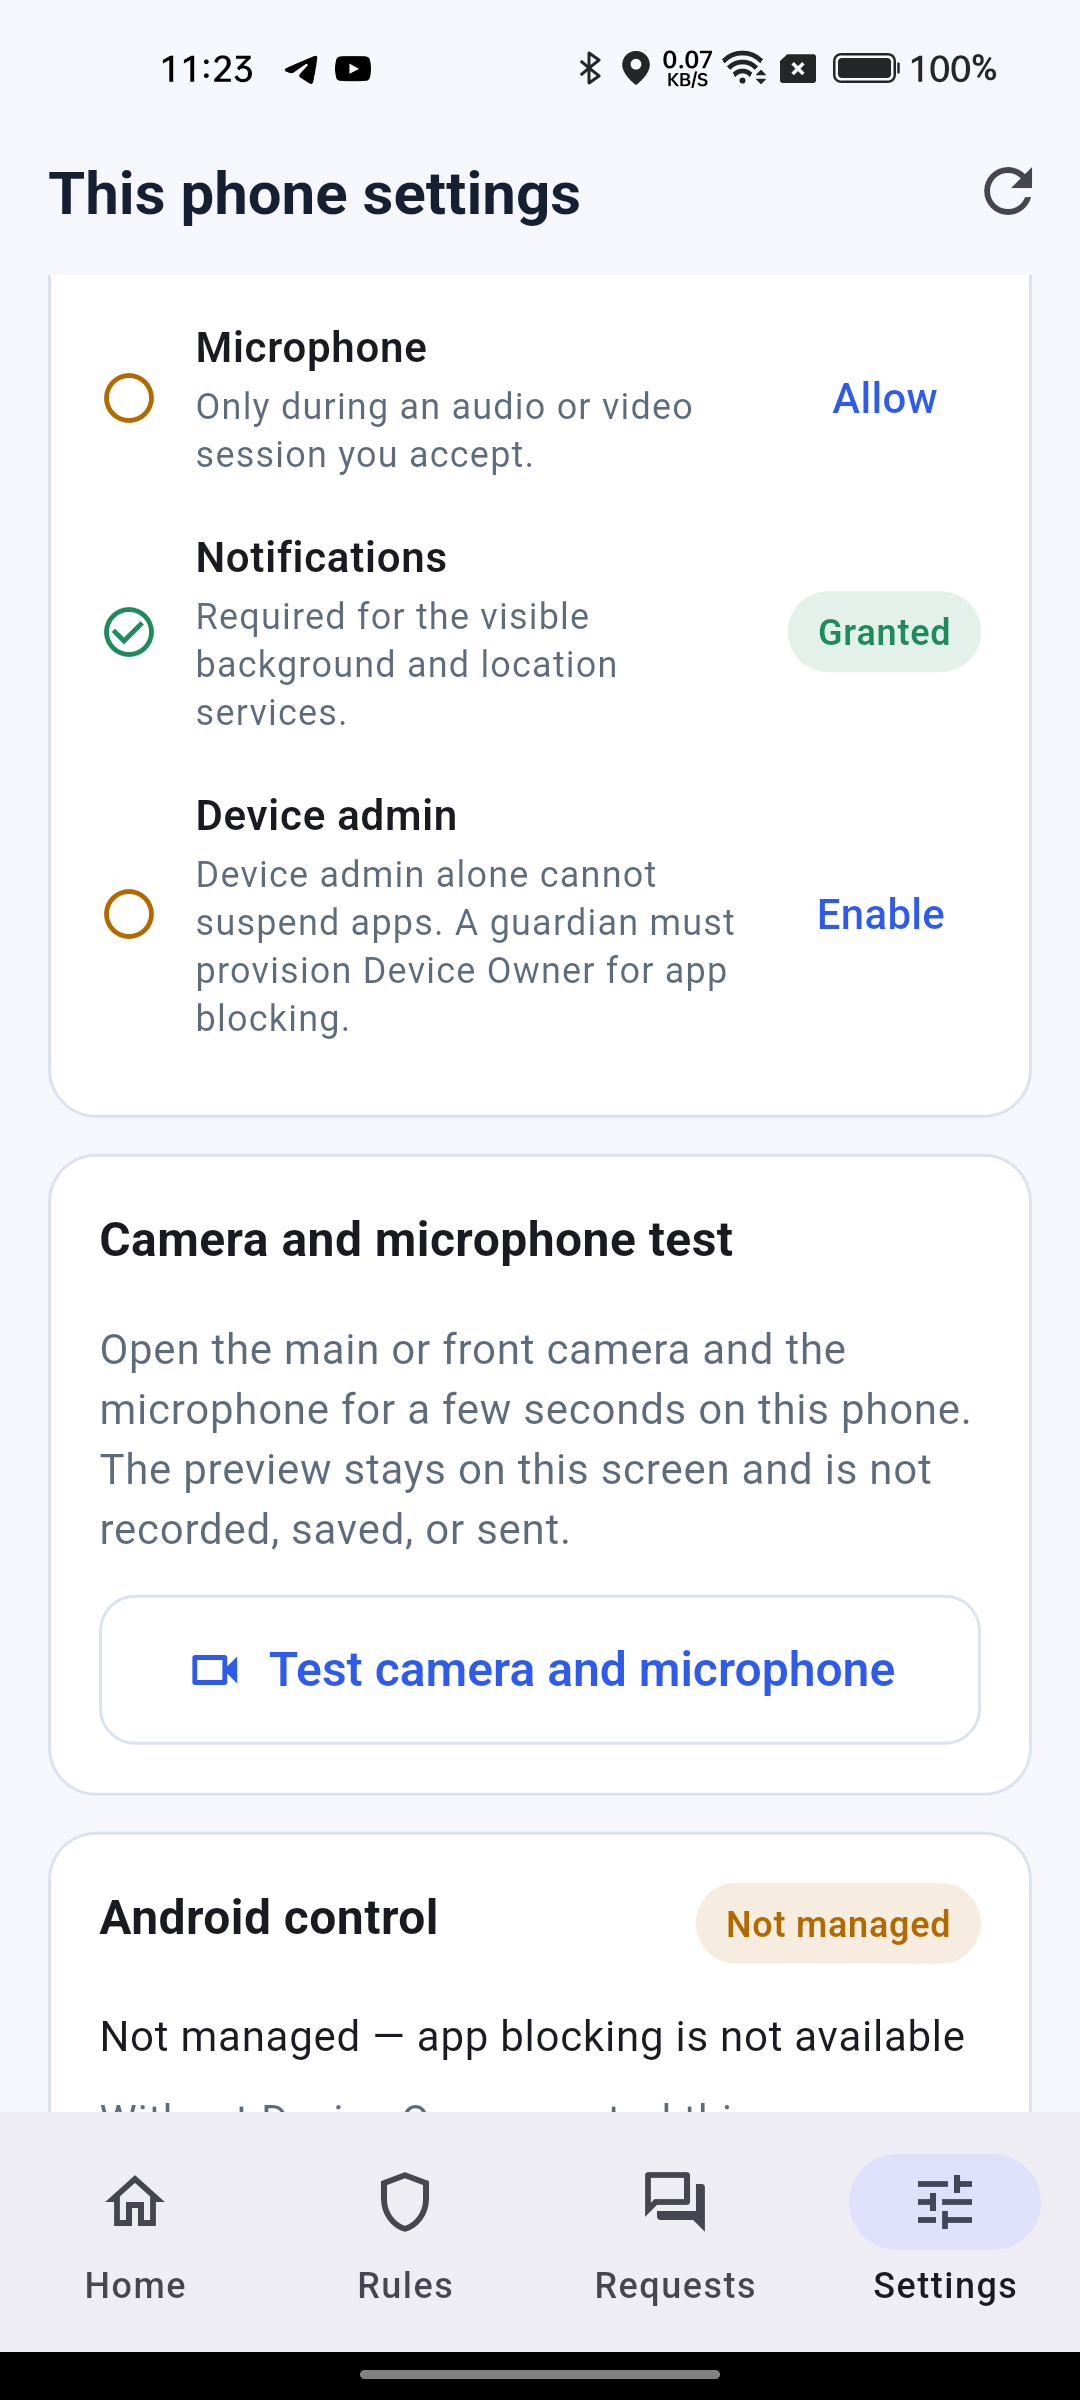 11:23
0.07
KB/S
100%
This phone settings
Microphone
Only during an audio or video
session you accept.
Allow
Notifications
Required for the visible
background and location
services.
Granted
Device admin
Device admin alone cannot
suspend apps. A guardian must
provision Device Owner for app
blocking.
Enable
Camera and microphone test
Open the main or front camera and the
microphone for a few seconds on this phone.
The preview stays on this screen and is not
recorded, saved, or sent.
Test camera and microphone
Android control
Not managed
Not managed — app blocking is not available
Home
Rules
Requests
Settings